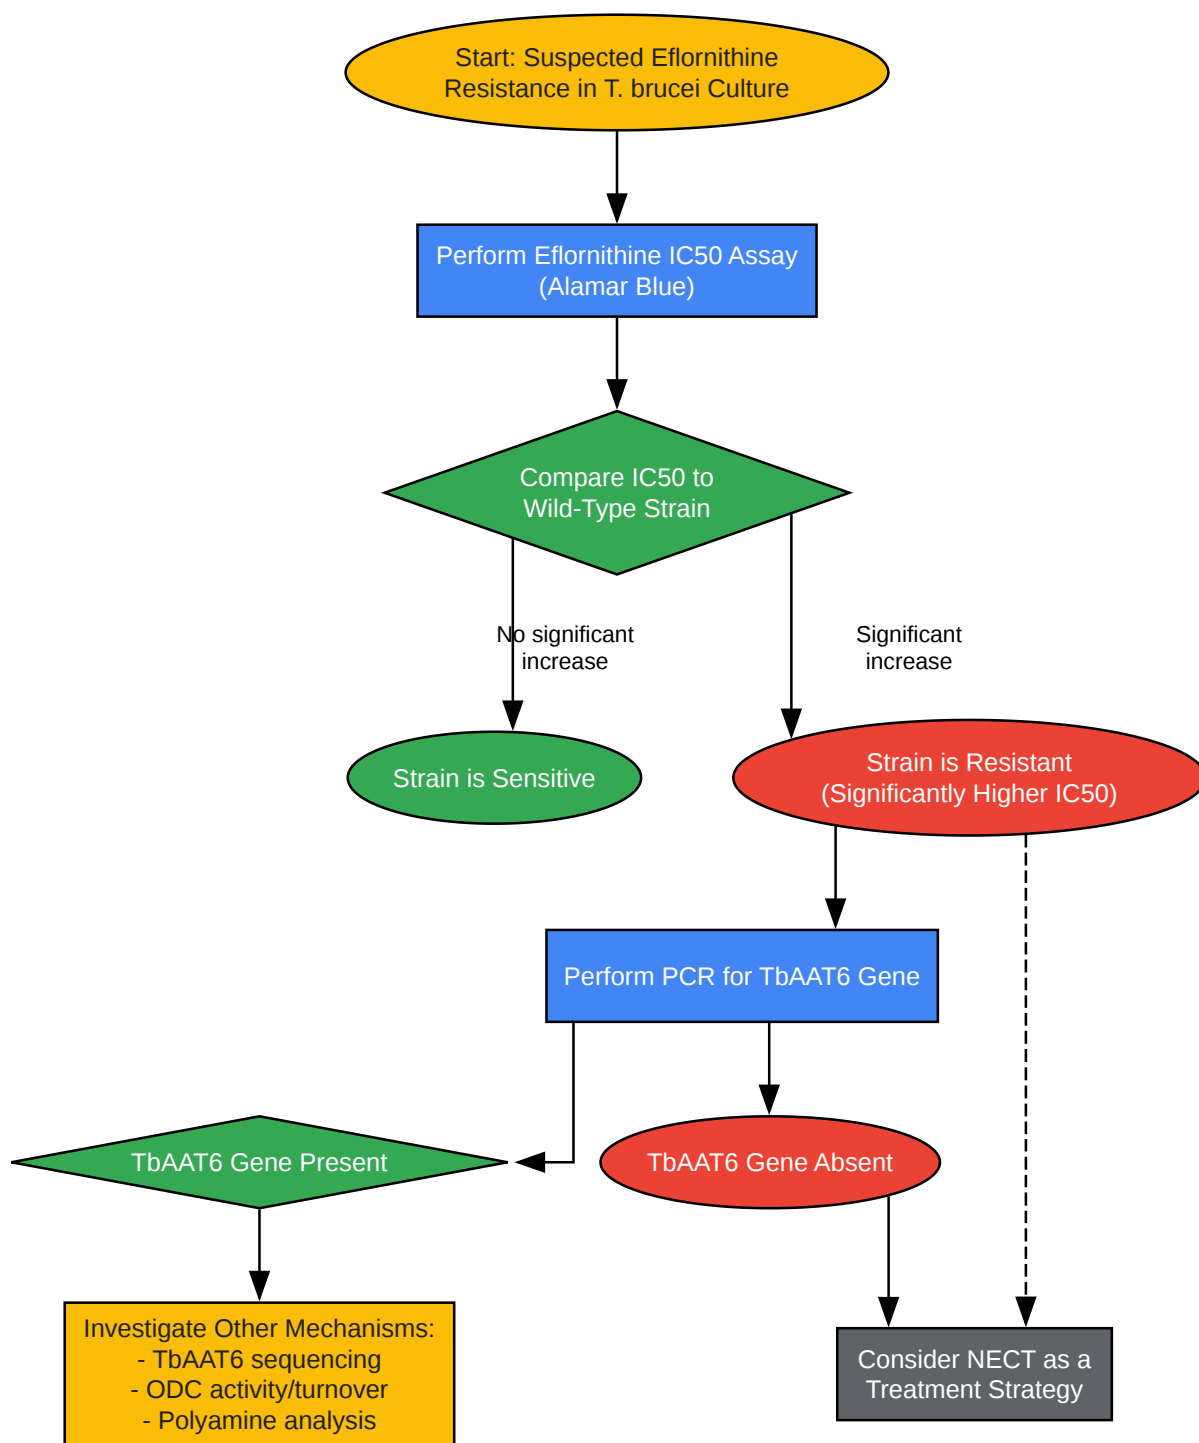 Start: Suspected Eflornithine
Resistance in T. brucei Culture
Perform Eflornithine IC50 Assay
(Alamar Blue)
Compare IC50 to
Wild-Type Strain
No significant
increase
Significant
increase
Strain is Sensitive
Strain is Resistant
(Significantly Higher IC50)
Perform PCR for TbAAT6 Gene
TbAAT6 Gene Present
TbAAT6 Gene Absent
Investigate Other Mechanisms:
- TbAAT6 sequencing
- ODC activity/turnover
- Polyamine analysis
Consider NECT as a
Treatment Strategy